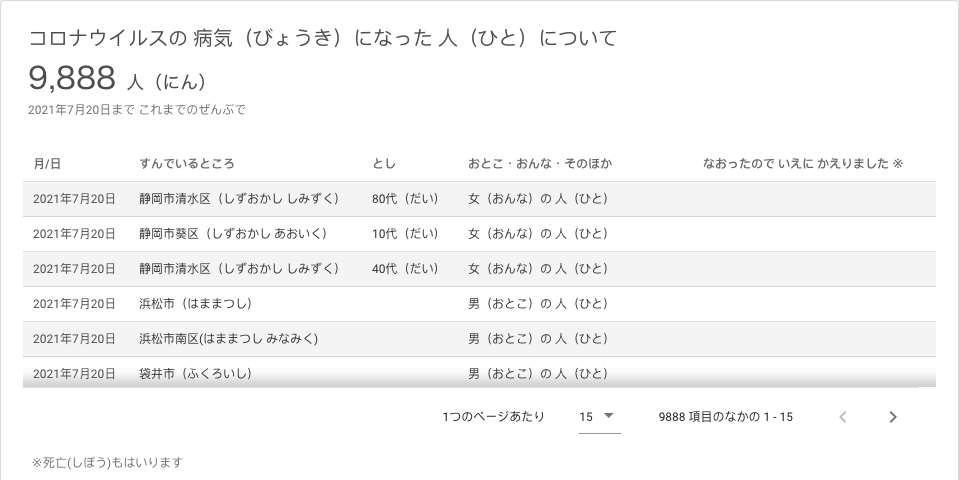 コロナウイルスの 病気（びょうき）になった 人（ひと）について
9,888 人（にん）
2021年7月20日まで これまでのぜんぶで
月/日 すんでいるところ とし おとこ・おんな・そのほか なおったので いえに かえりました ※
2021年7月20日 静岡市清水区（しずおかし しみずく） 80代（だい） 女（おんな）の 人（ひと）
2021年7月20日 静岡市葵区（しずおかし あおいく） 10代（だい） 女（おんな）の 人（ひと）
2021年7月20日 静岡市清水区（しずおかし しみずく） 40代（だい） 女（おんな）の 人（ひと）
2021年7月20日 浜松市（はままつし） 男（おとこ）の 人（ひと）
2021年7月20日 浜松市南区(はままつし みなみく) 男（おとこ）の 人（ひと）
2021年7月20日 袋井市（ふくろいし） 男（おとこ）の 人（ひと）
1つのページあたり 15 9888 項目のなかの 1 - 15
※死亡(しぼう)もはいります